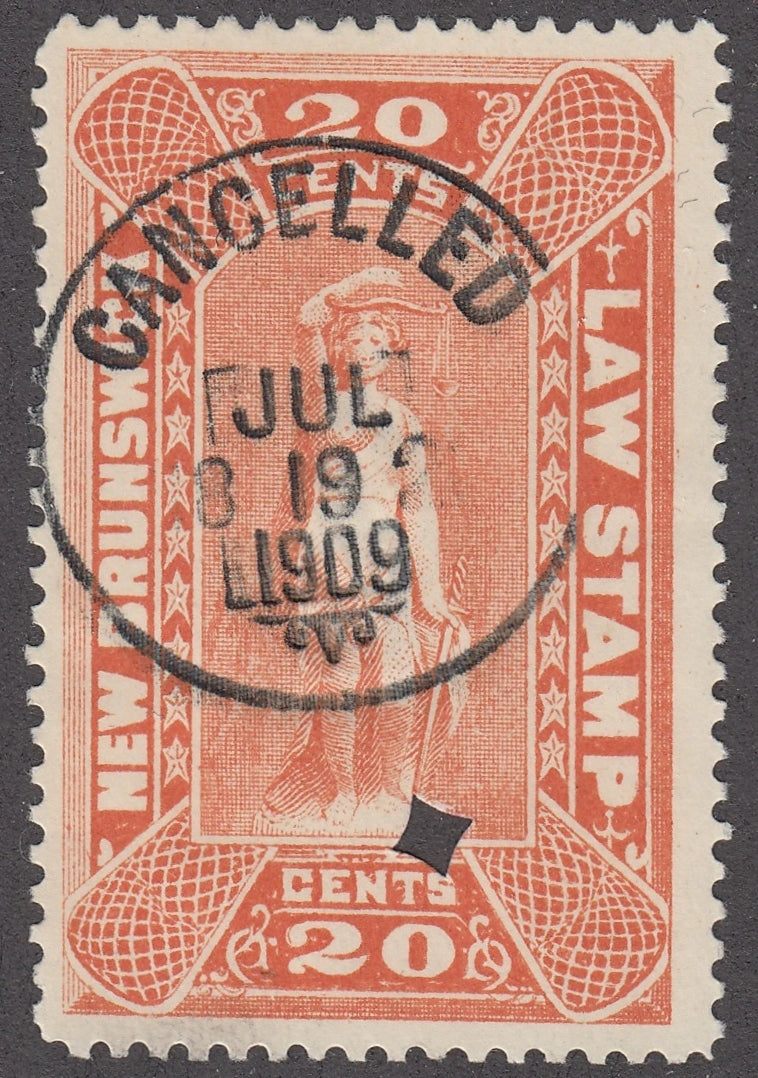 20
CENTS
NEW BRUNSWICK
LAW STAMP
CANCELLED
JUL
19
1909
CENTS
20